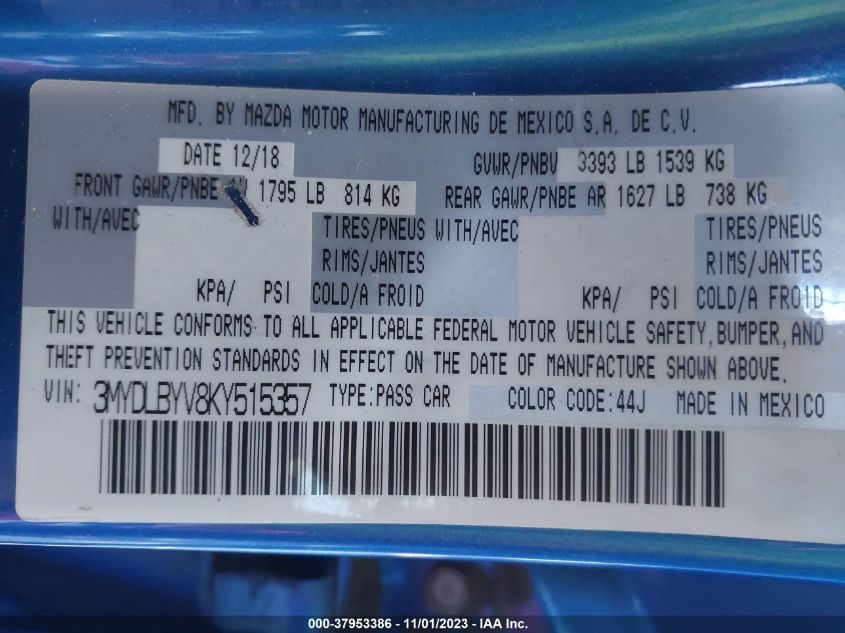 MFD. BY MAZDA MOTOR MANUFACTURING DE MEXICO S.A. DE C.V.
DATE 12/18 GVWR/PNBV 3393 LB 1539 KG
FRONT GAWR/PNBE 1795 LB 814 KG REAR GAWR/PNBE AR 1627 LB 738 KG
WITH/AVEC TIRES/PNEUS WITH/AVEC TIRES/PNEUS
RIMS/JANTES RIMS/JANTES
KPA/ PSI COLD/A FROID KPA/ PSI COLD/A FROID
THIS VEHICLE CONFORMS TO ALL APPLICABLE FEDERAL MOTOR VEHICLE SAFETY, BUMPER, AND
THEFT PREVENTION STANDARDS IN EFFECT ON THE DATE OF MANUFACTURE SHOWN ABOVE.
VIN: 3MYDLBYV8KY515357 TYPE:PASS CAR COLOR CODE:44J MADE IN MEXICO
000-37953386 - 11/01/2023 - IAA Inc.